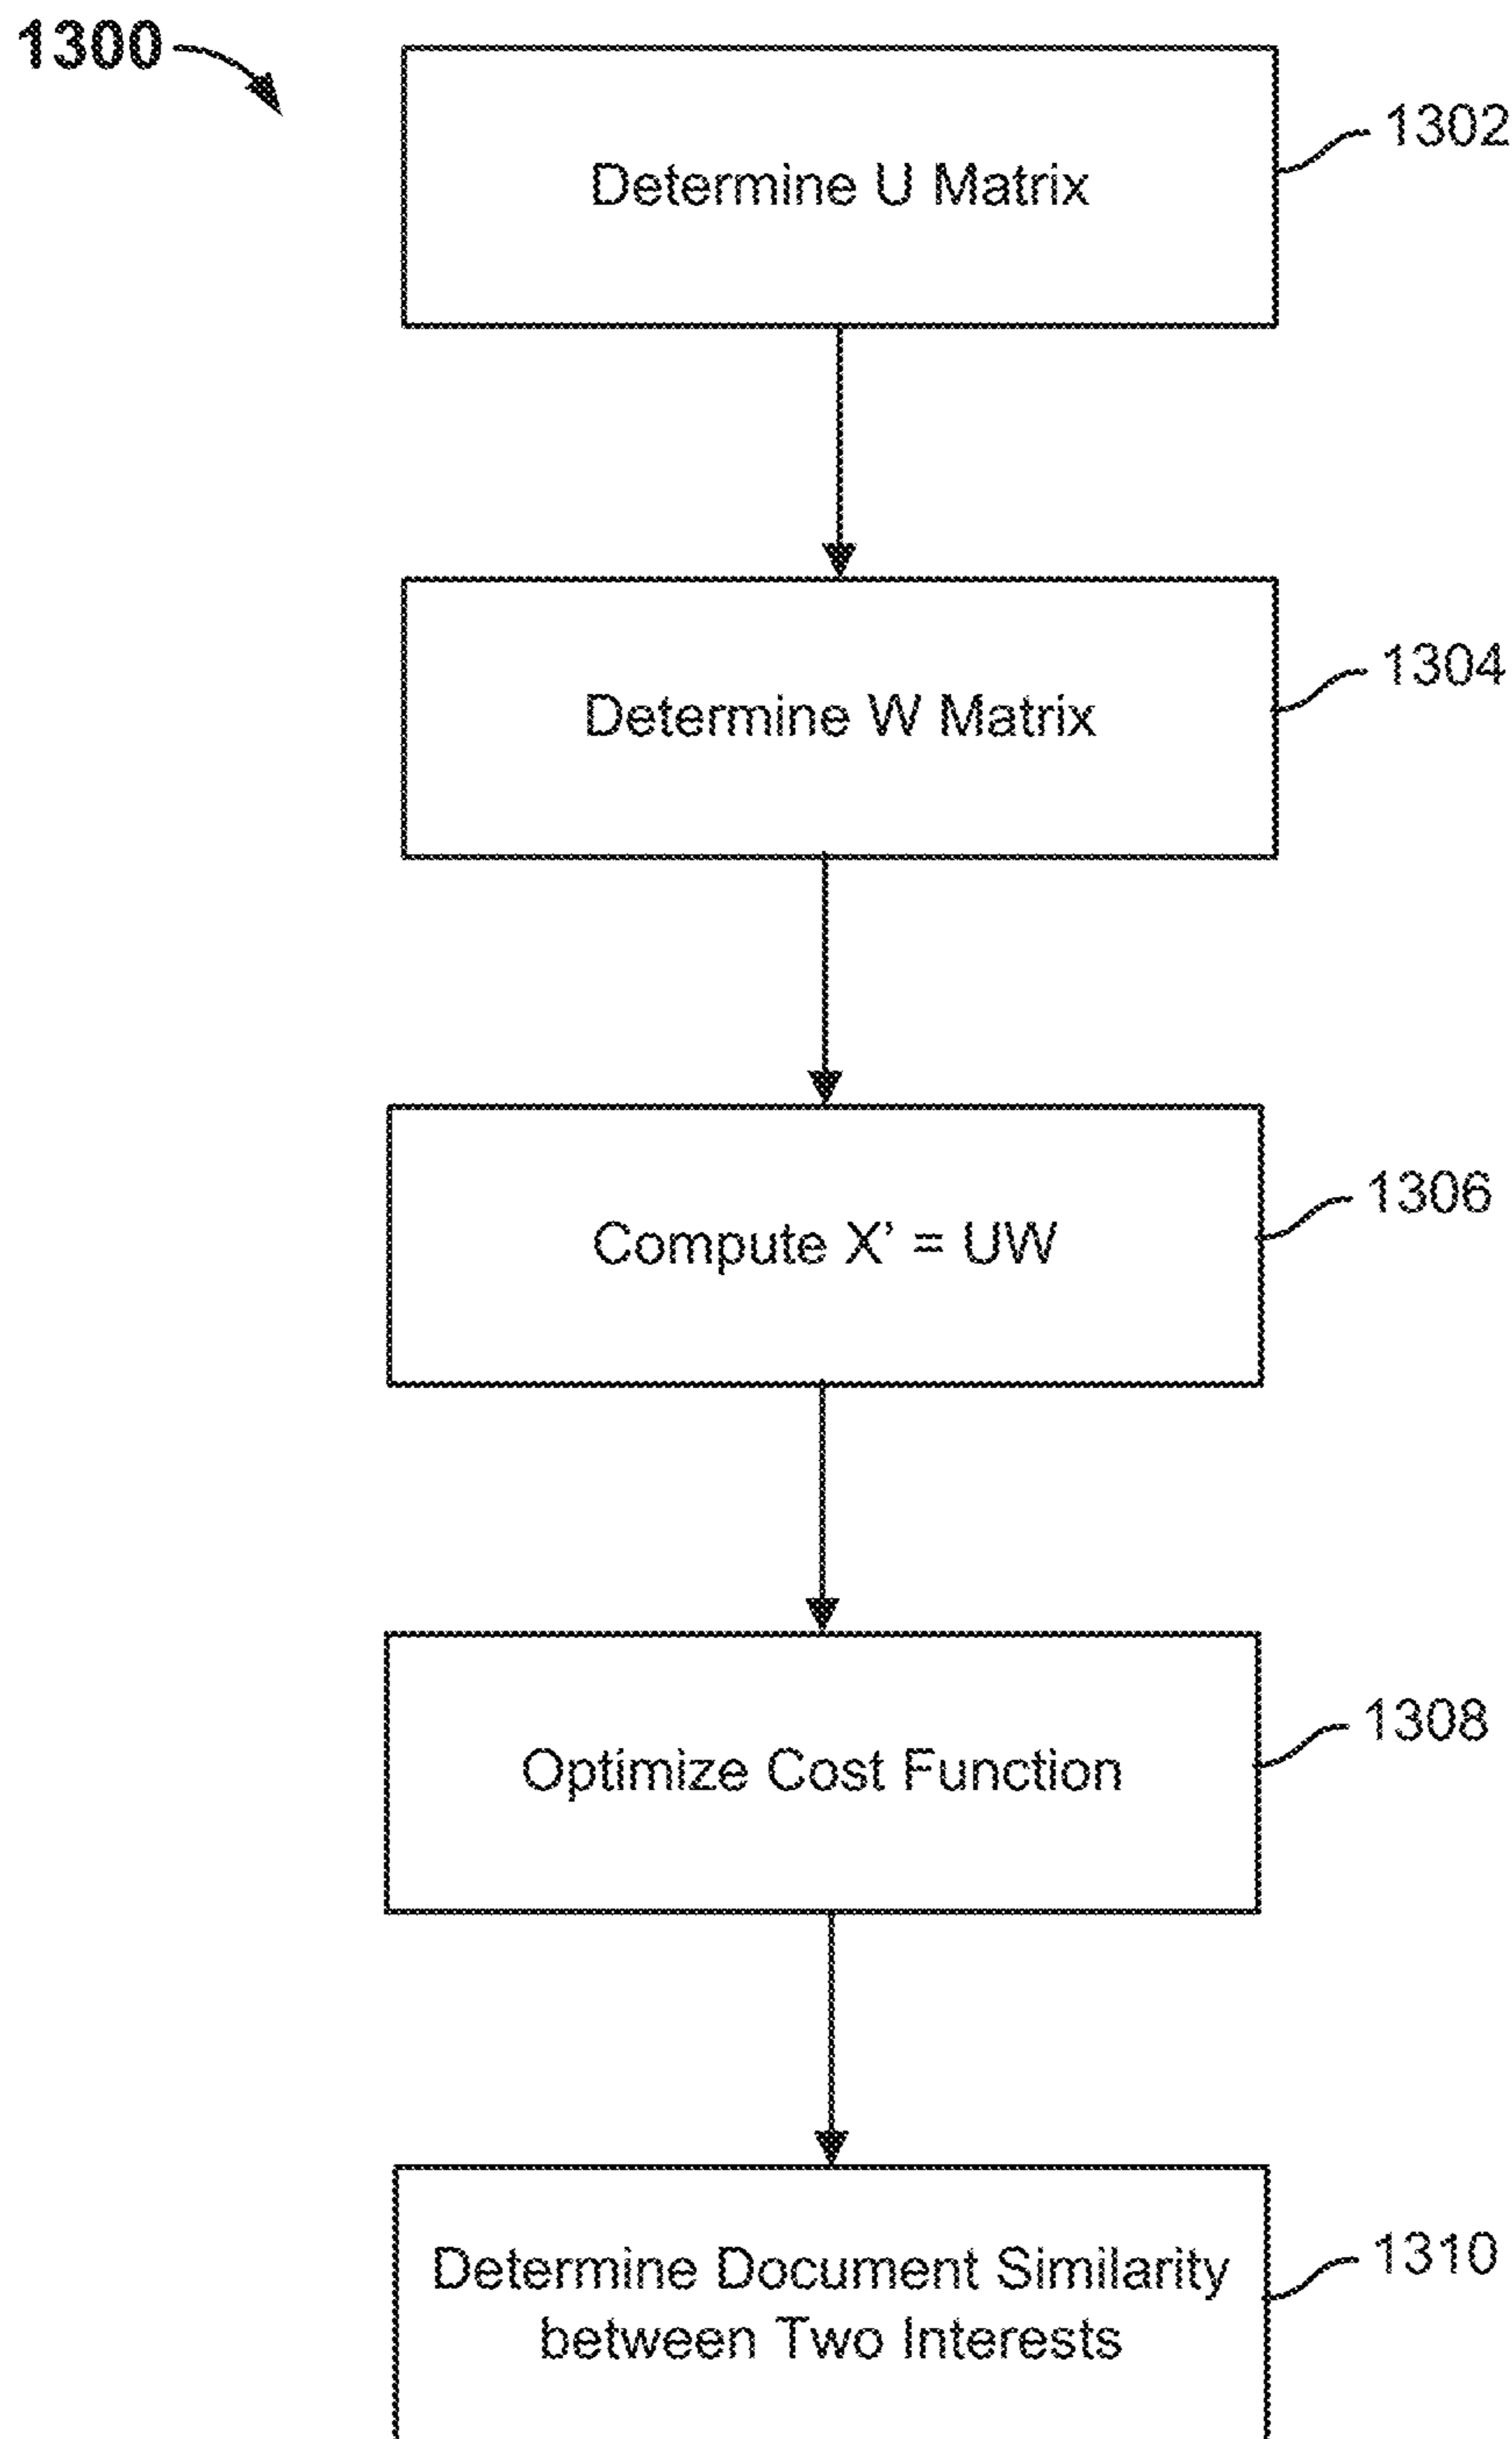 1300
Determine U Matrix
1302
Determine W Matrix
1304
Compute X’ = UW
1306
Optimize Cost Function
1308
Determine Document Similarity
between Two Interests
1310